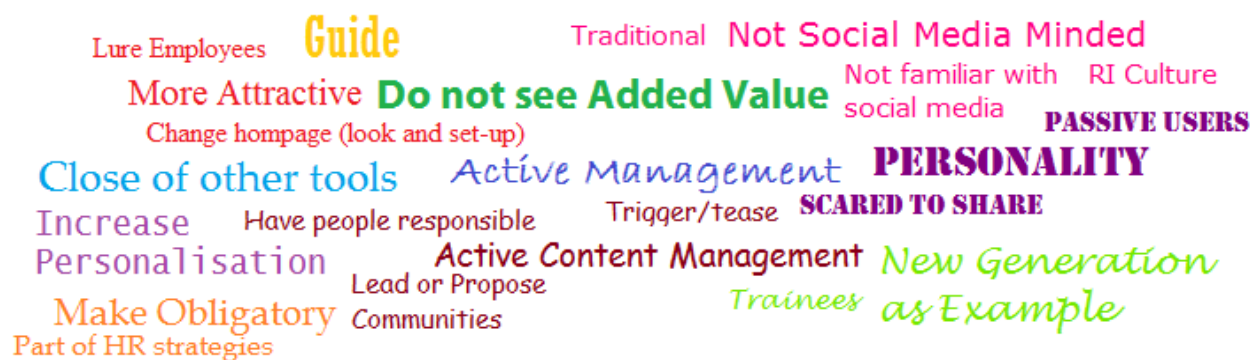 Lure Employees
Guide
Traditional
Not Social Media Minded
More Attractive
Do not see Added Value
Not familiar with
social media
RI Culture
Change hompage (look and set-up)
PASSIVE USERS
Close of other tools
Active Management
PERSONALITY
Increase
Personalisation
Have people responsible
Trigger/tease
SCARED TO SHARE
Active Content Management
New Generation
as Example
Lead or Propose
Communities
Trainees
Make Obligatory
Part of HR strategies